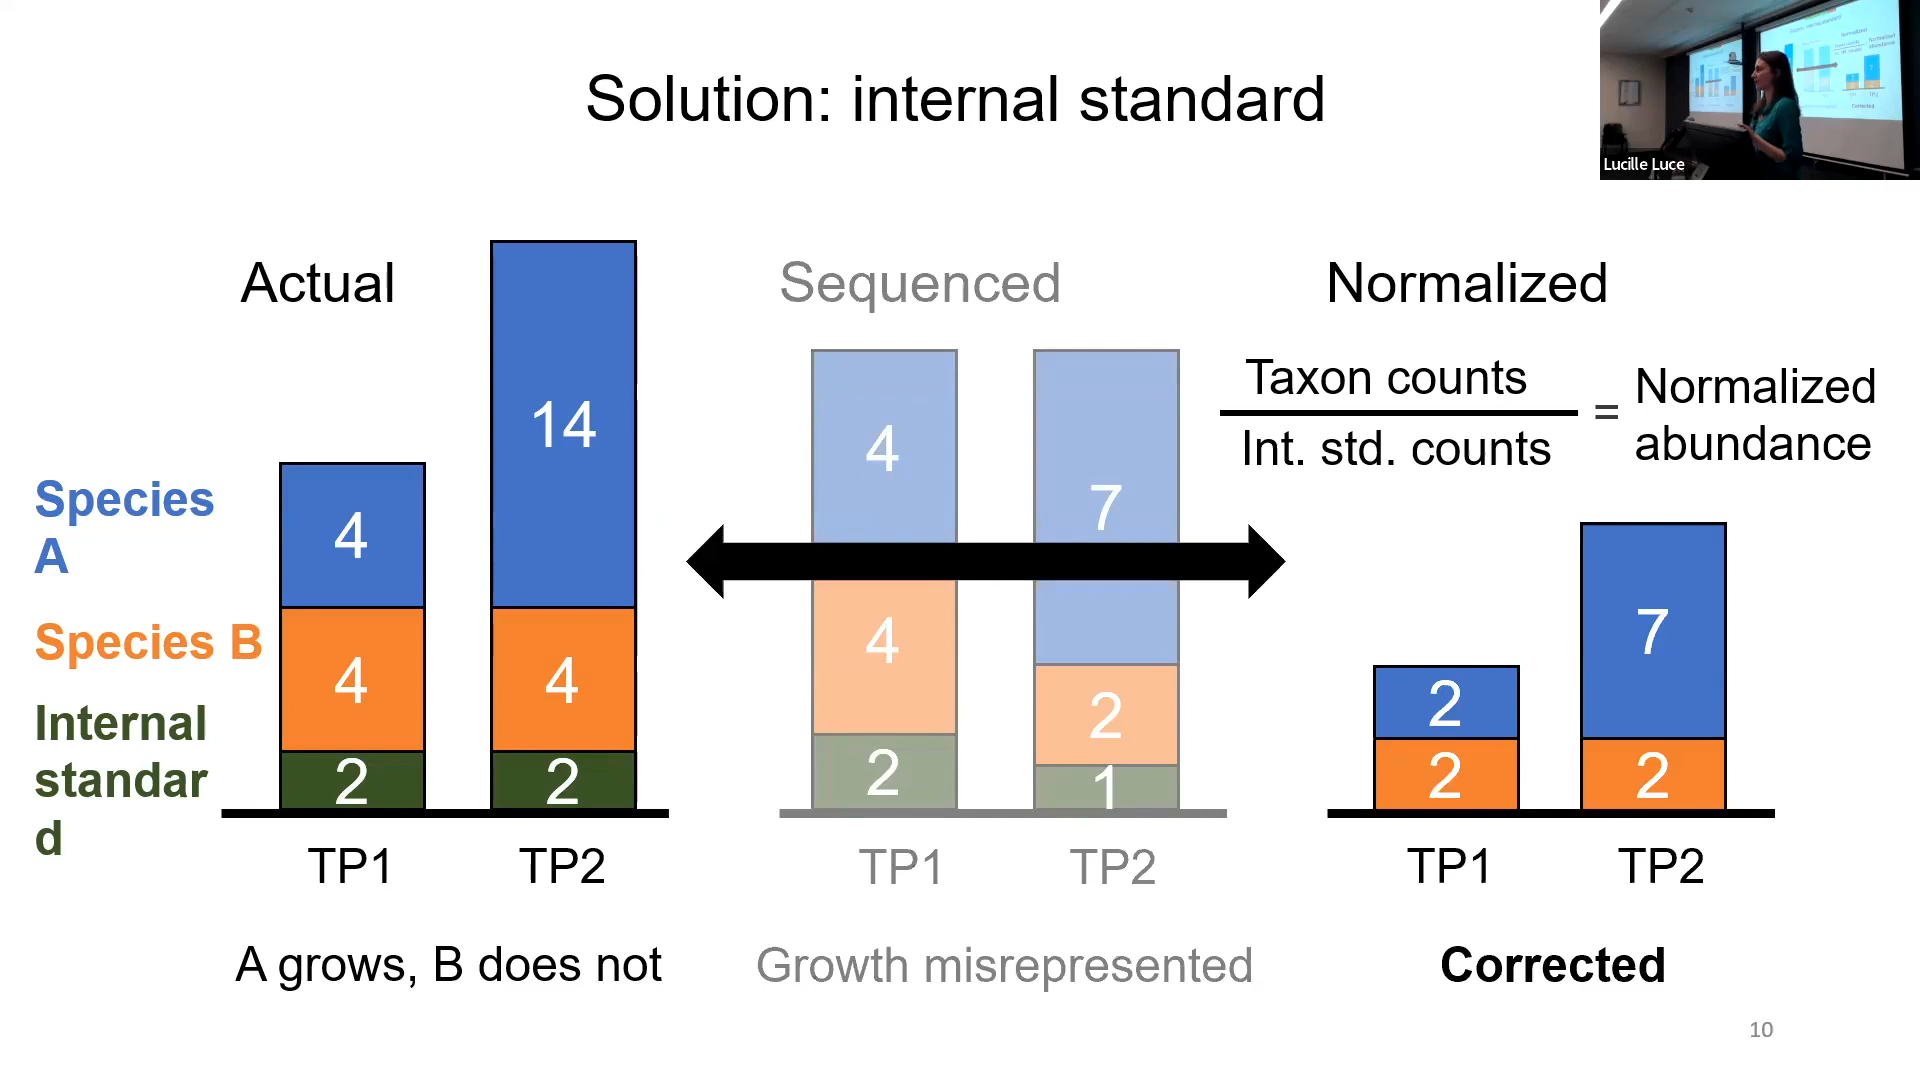 Solution: internal standard
Lucille Luce
Actual
Sequenced
Normalized
Taxon counts
Int. std. counts
=
Normalized
abundance
Species
A
Species B
Internal
standar
d
4
4
2
14
4
2
4
4
2
7
2
1
2
2
7
2
TP1
TP2
TP1
TP2
TP1
TP2
A grows, B does not
Growth misrepresented
Corrected
10